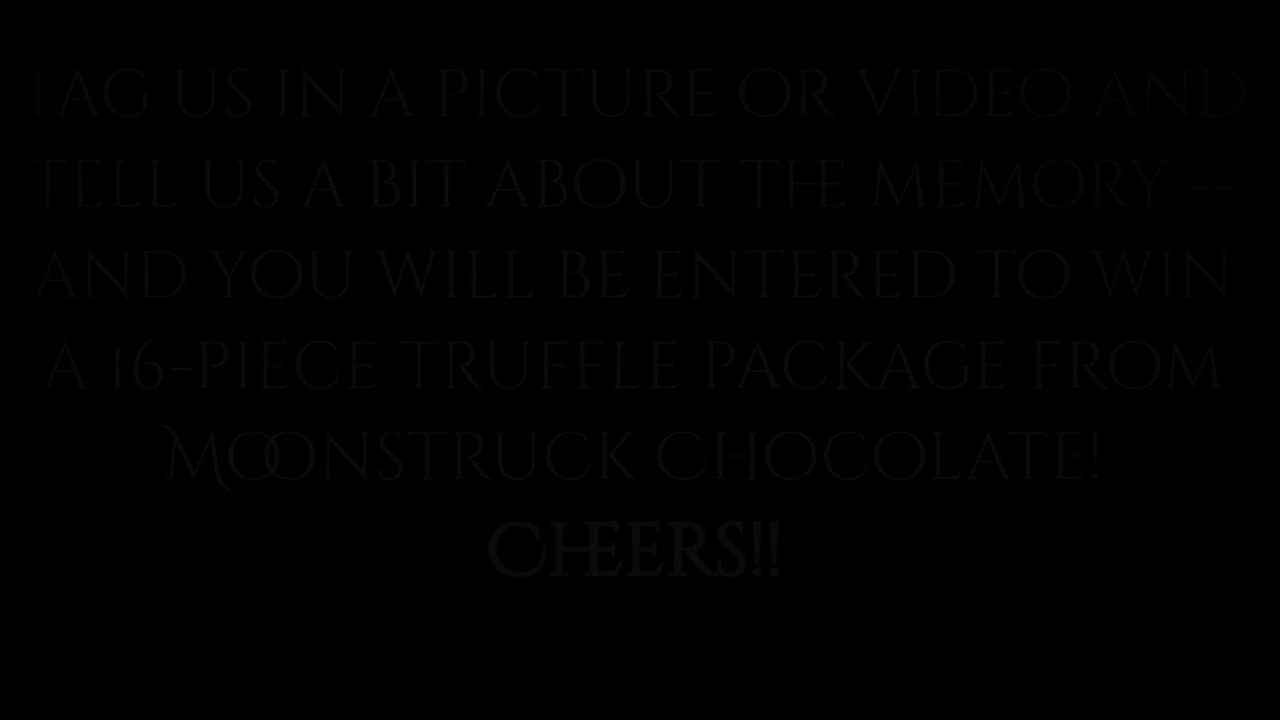 TAG US IN A PICTURE OR VIDEO AND
TELL US A BIT ABOUT THE MEMORY --
AND YOU WILL BE ENTERED TO WIN
A 16-PIECE TRUFFLE PACKAGE FROM
MOONSTRUCK CHOCOLATE!
CHEERS!!